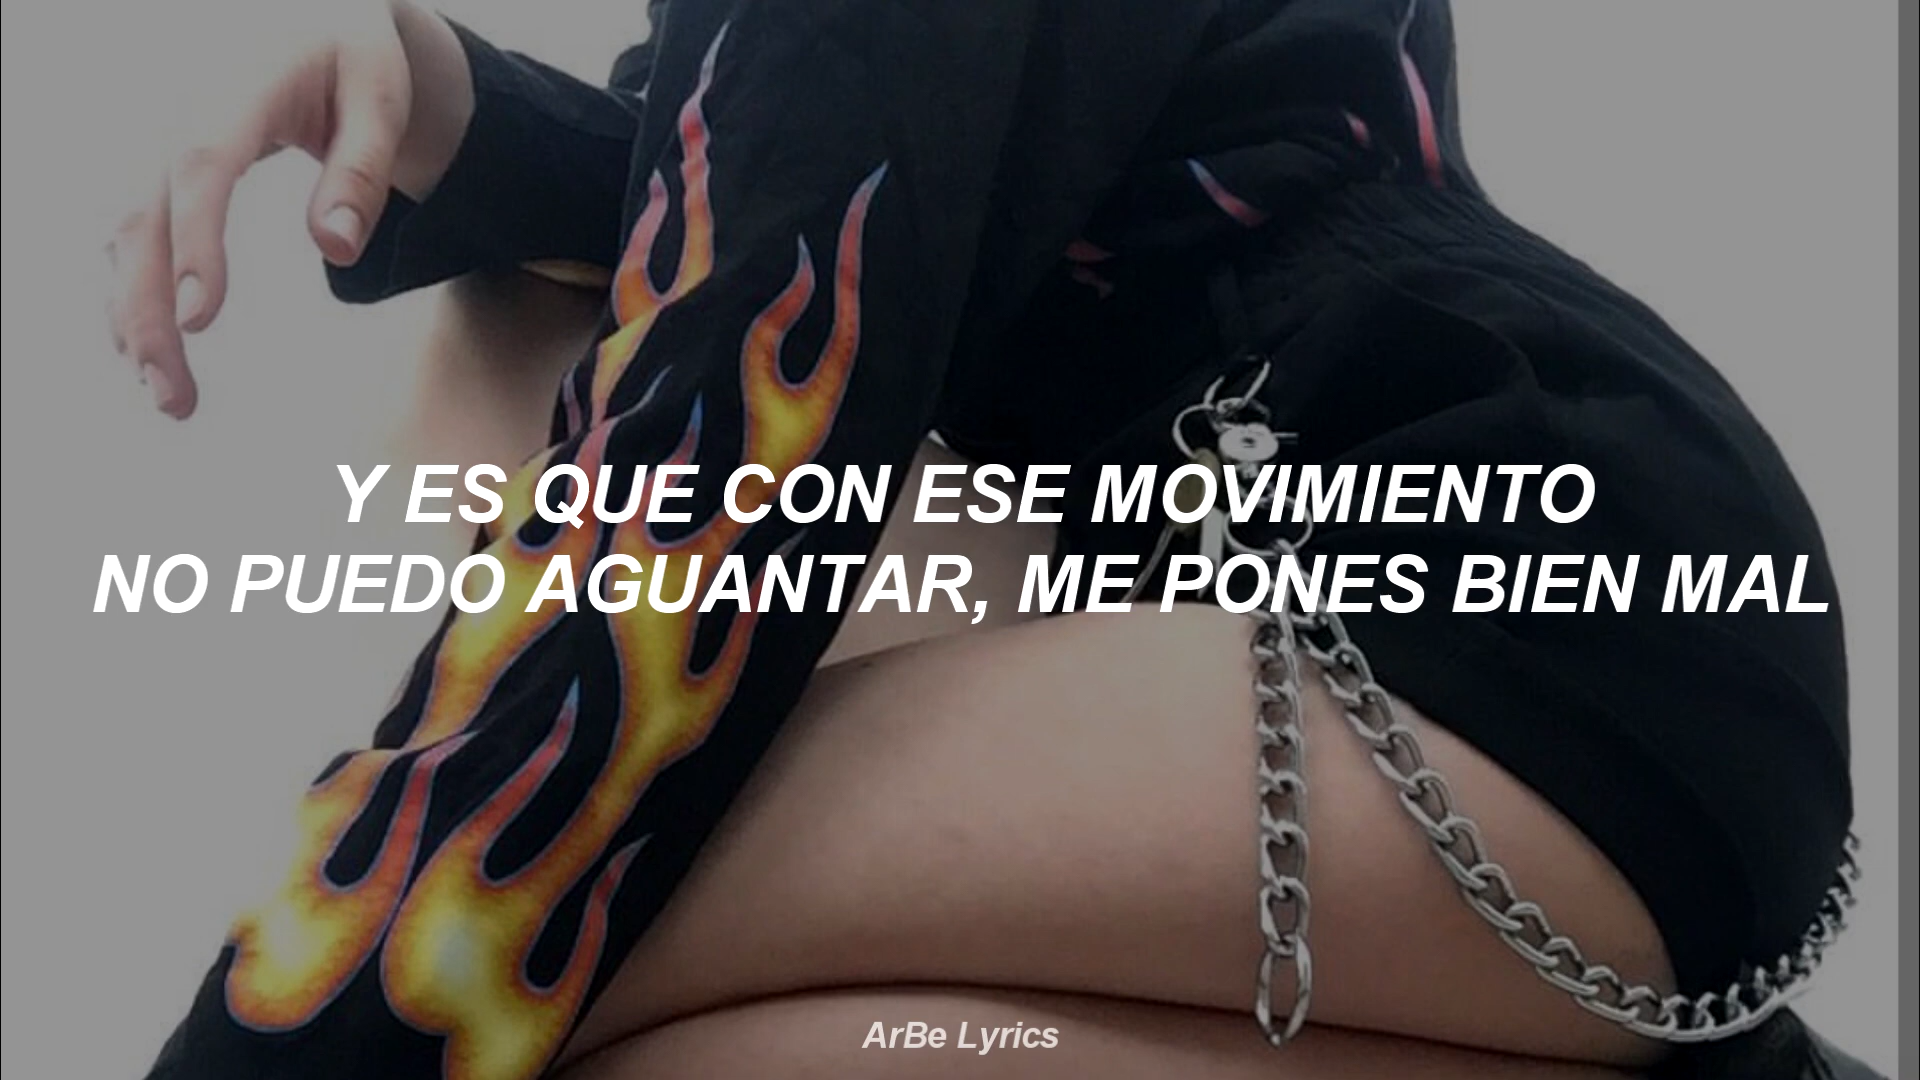 Y ES QUE CON ESE MOVIMIENTO
NO PUEDO AGUANTAR, ME PONES BIEN MAL
ArBe Lyrics